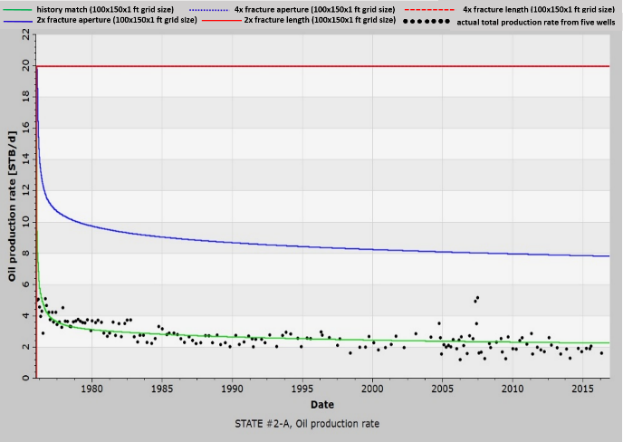 history match (100x150x1 ft grid size) 4x fracture aperture (100x150x1 ft grid size) 4x fracture length (100x150x1 ft grid size)
2x fracture aperture (100x150x1 ft grid size) 2x fracture length (100x150x1 ft grid size) actual total production rate from five wells
22
20
18
16
14
12
10
8
6
4
2
0
Oil production rate [STB/d]
1980 1985 1990 1995 2000 2005 2010 2015
Date
STATE #2-A, Oil production rate